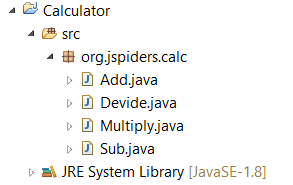 Calculator
src
org.jspiders.calc
Add.java
Devide.java
Multiply.java
Sub.java
JRE System Library [JavaSE-1.8]